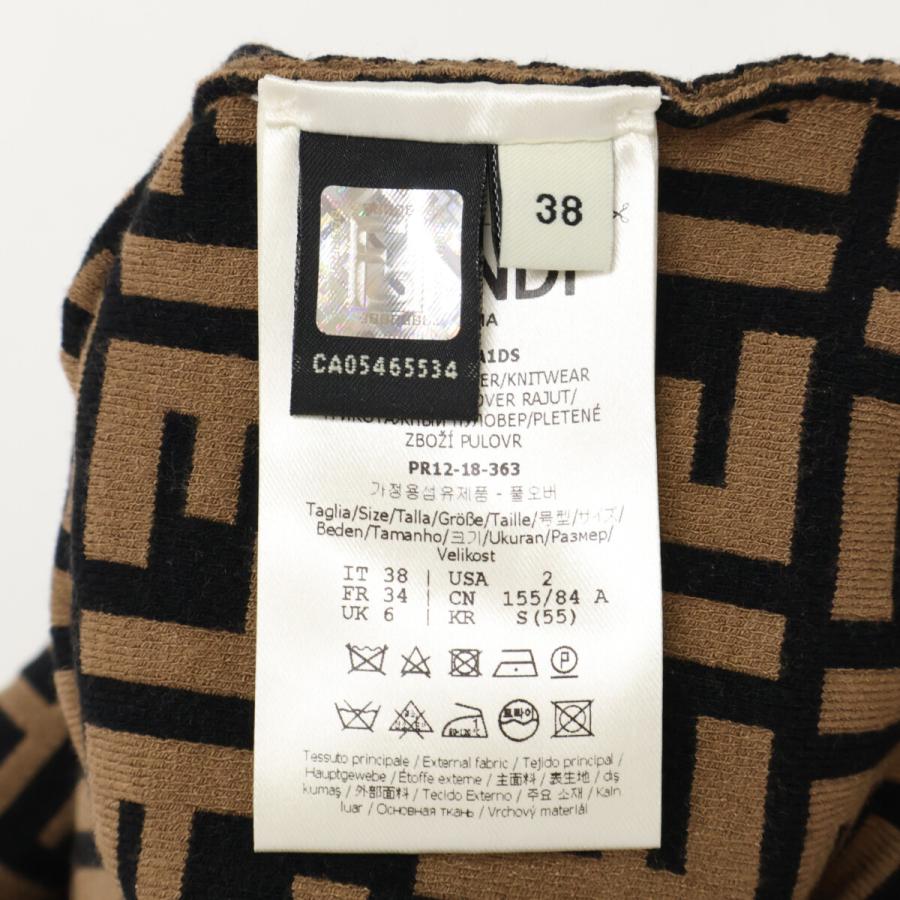 38
CA05465534
NDI
MA
A1DS
ER/KNITWEAR
OVER RAJUT/
ТРИКОТАЖНЫЙ ПУЛОВЕР/PLETENÉ
ZBOŽÍ PULOVR
PR12-18-363
가정용섬유제품 - 풀오버
Taglia/Size/Talla/Größe/Taille/号型/サイズ/
Beden/Tamanho/크기/Ukuran/Размер/
Velikost
IT 38 | USA 2
FR 34 | CN 155/84 A
UK 6 | KR S(55)
P
드라이
Tessuto principale / External fabric / Tejido principal /
Hauptgewebe / Étoffe externe / 主面料 / 表生地 / dış
kumaş / 外部面料 / Tecido Externo / 주요 소재 / Kain
luar / Основная ткань / Vrchový materiál